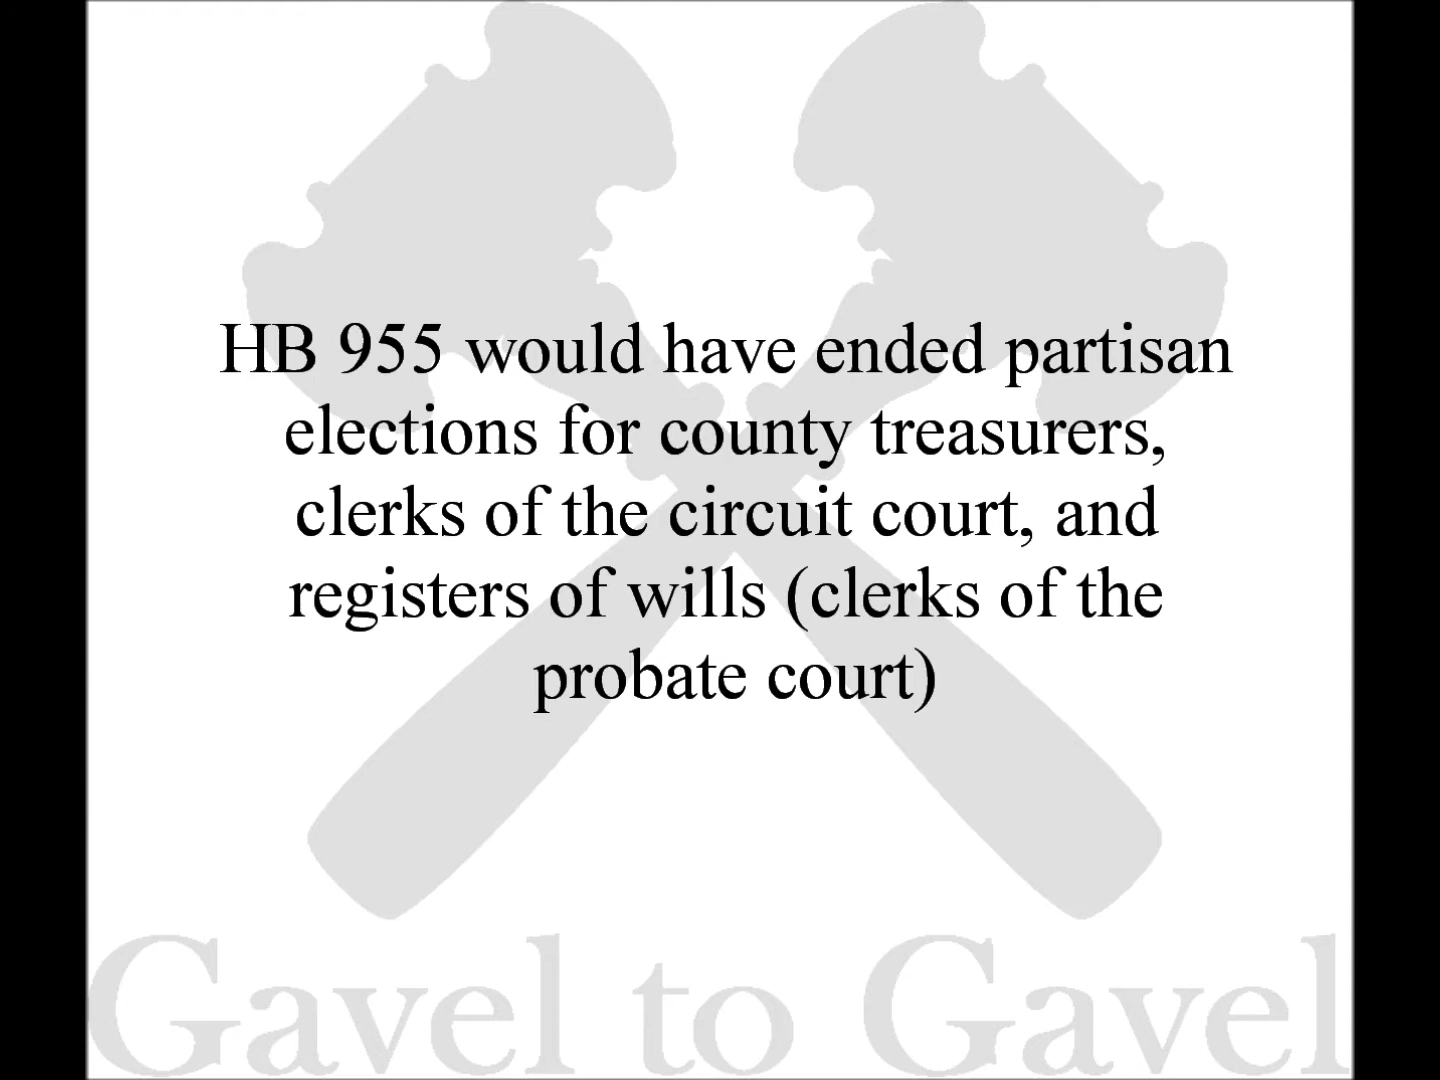 HB 955 would have ended partisan
elections for county treasurers,
clerks of the circuit court, and
registers of wills (clerks of the
probate court)
Gavel to Gavel